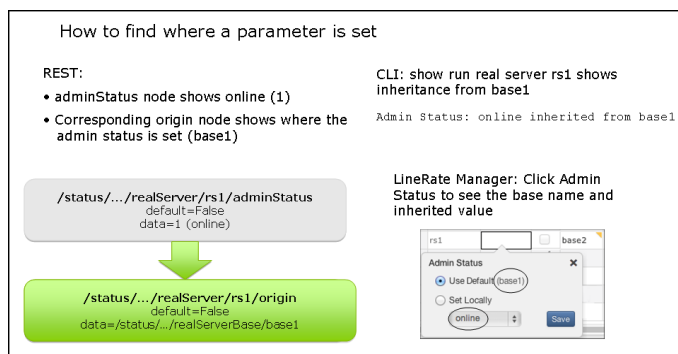 How to find where a parameter is set
REST:
• adminStatus node shows online (1)
• Corresponding origin node shows where the
admin status is set (base1)
/status/.../realServer/rs1/adminStatus
default=False
data=1 (online)
/status/.../realServer/rs1/origin
default=False
data=/status/.../realServerBase/base1
CLI: show run real server rs1 shows
inheritance from base1
Admin Status: online inherited from base1
LineRate Manager: Click Admin
Status to see the base name and
inherited value
rs1 base2
Admin Status
Use Default (base1)
Set Locally
online Save